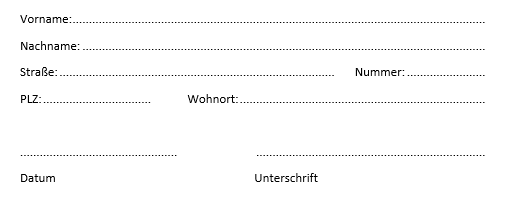 Vorname:........................................................................................................................
Nachname:.....................................................................................................................
Straße:.................................................................................... Nummer:........................
PLZ:................................. Wohnort:...........................................................................
................................................ ......................................................................
Datum Unterschrift